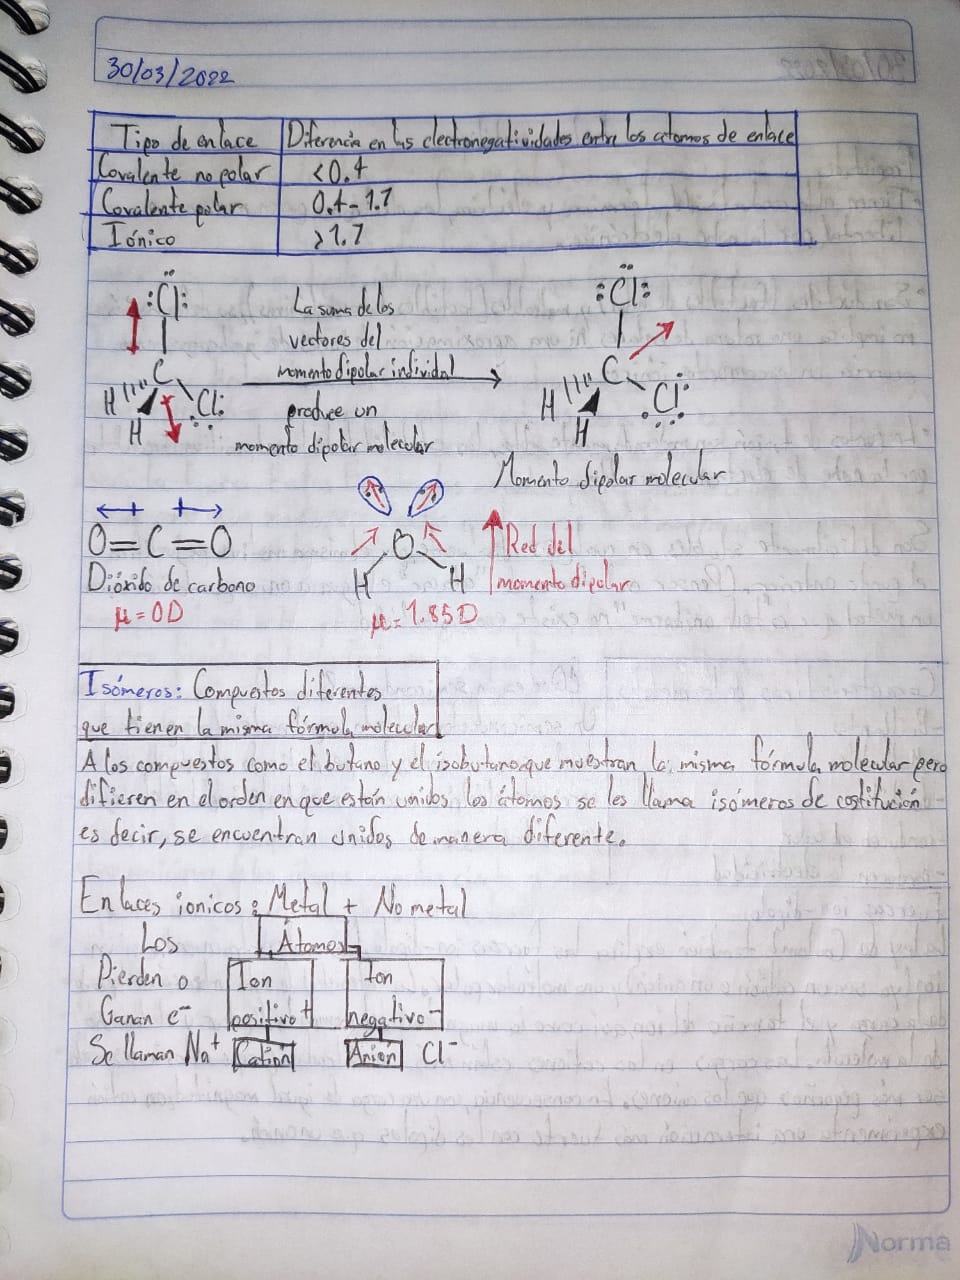 30/03/2022
Tipo de enlace Diferencia en las electronegatividades entre los atomos de enlace
Covalente no polar <0.4
Covalente polar 0.4-1.7
Iónico >1.7
:Cl:
C
H
H
Cl:
La suma de los
vectores del
momento dipolar individal
produce un
momento dipolar molecular
:Cl:
C
H
H
Cl:
Momento dipolar molecular
O=C=O
Dióxido de carbono
μ=0D
O
H H
μ=1.85D
Red del
momento dipolar
Isómeros: Compuestos diferentes
que tienen la misma fórmula molecular
A los compuestos como el butano y el isobutano, que muestran la misma fórmula molecular pero
difieren en el orden en que están unidos los átomos se les llama isómeros de costitución
es decir, se encuentran unidos de manera diferente.
Enlaces ionicos: Metal + No metal
Los Átomos
Pierden o Ion Ion
Ganan e⁻ positivo⁺ negativo⁻
Se llaman Na⁺ Cation Anión Cl⁻
Norma